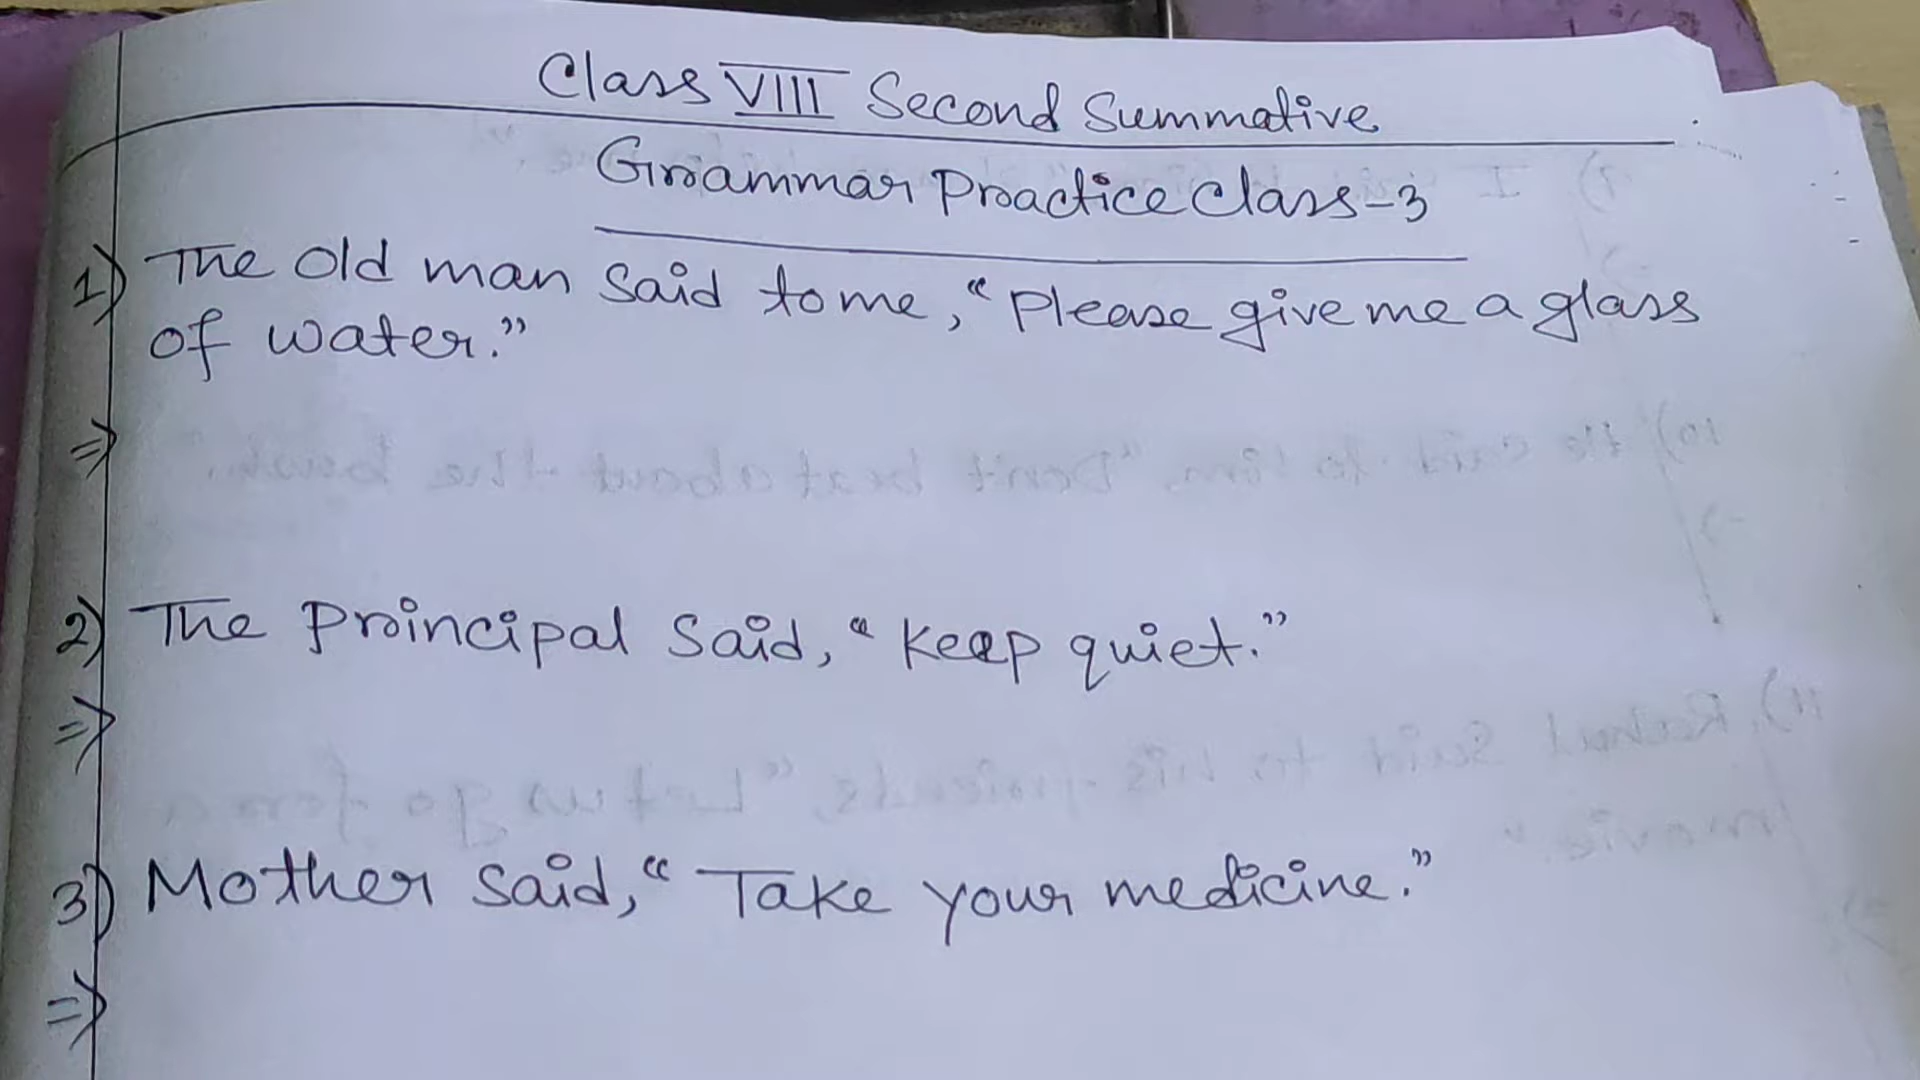 Class VIII Second Summative
Grammar Practice Class-3
1) The Old man said to me, "Please give me a glass
of water."
⇒
2) The Principal said, "Keep quiet."
⇒
3) Mother said, "Take your medicine."
⇒